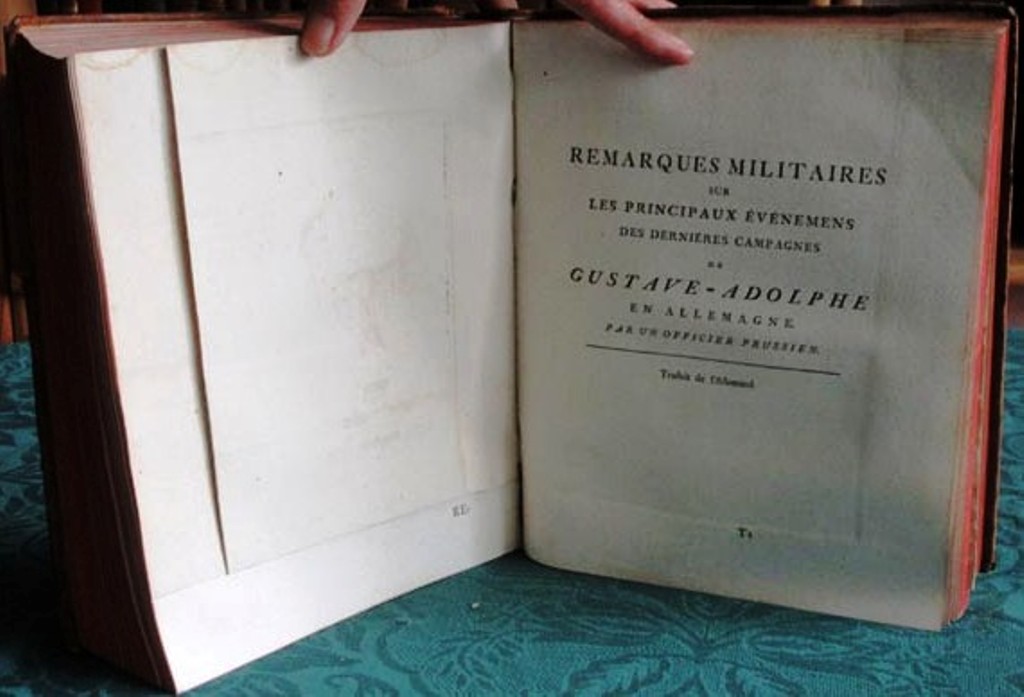 REMARQUES MILITAIRES
SUR
LES PRINCIPAUX ÉVÉNEMENS
DES DERNIÈRES CAMPAGNES
DE
GUSTAVE-ADOLPHE
EN ALLEMAGNE
PAR UN OFFICIER PRUSSIEN.
Traduit de l'Allemand